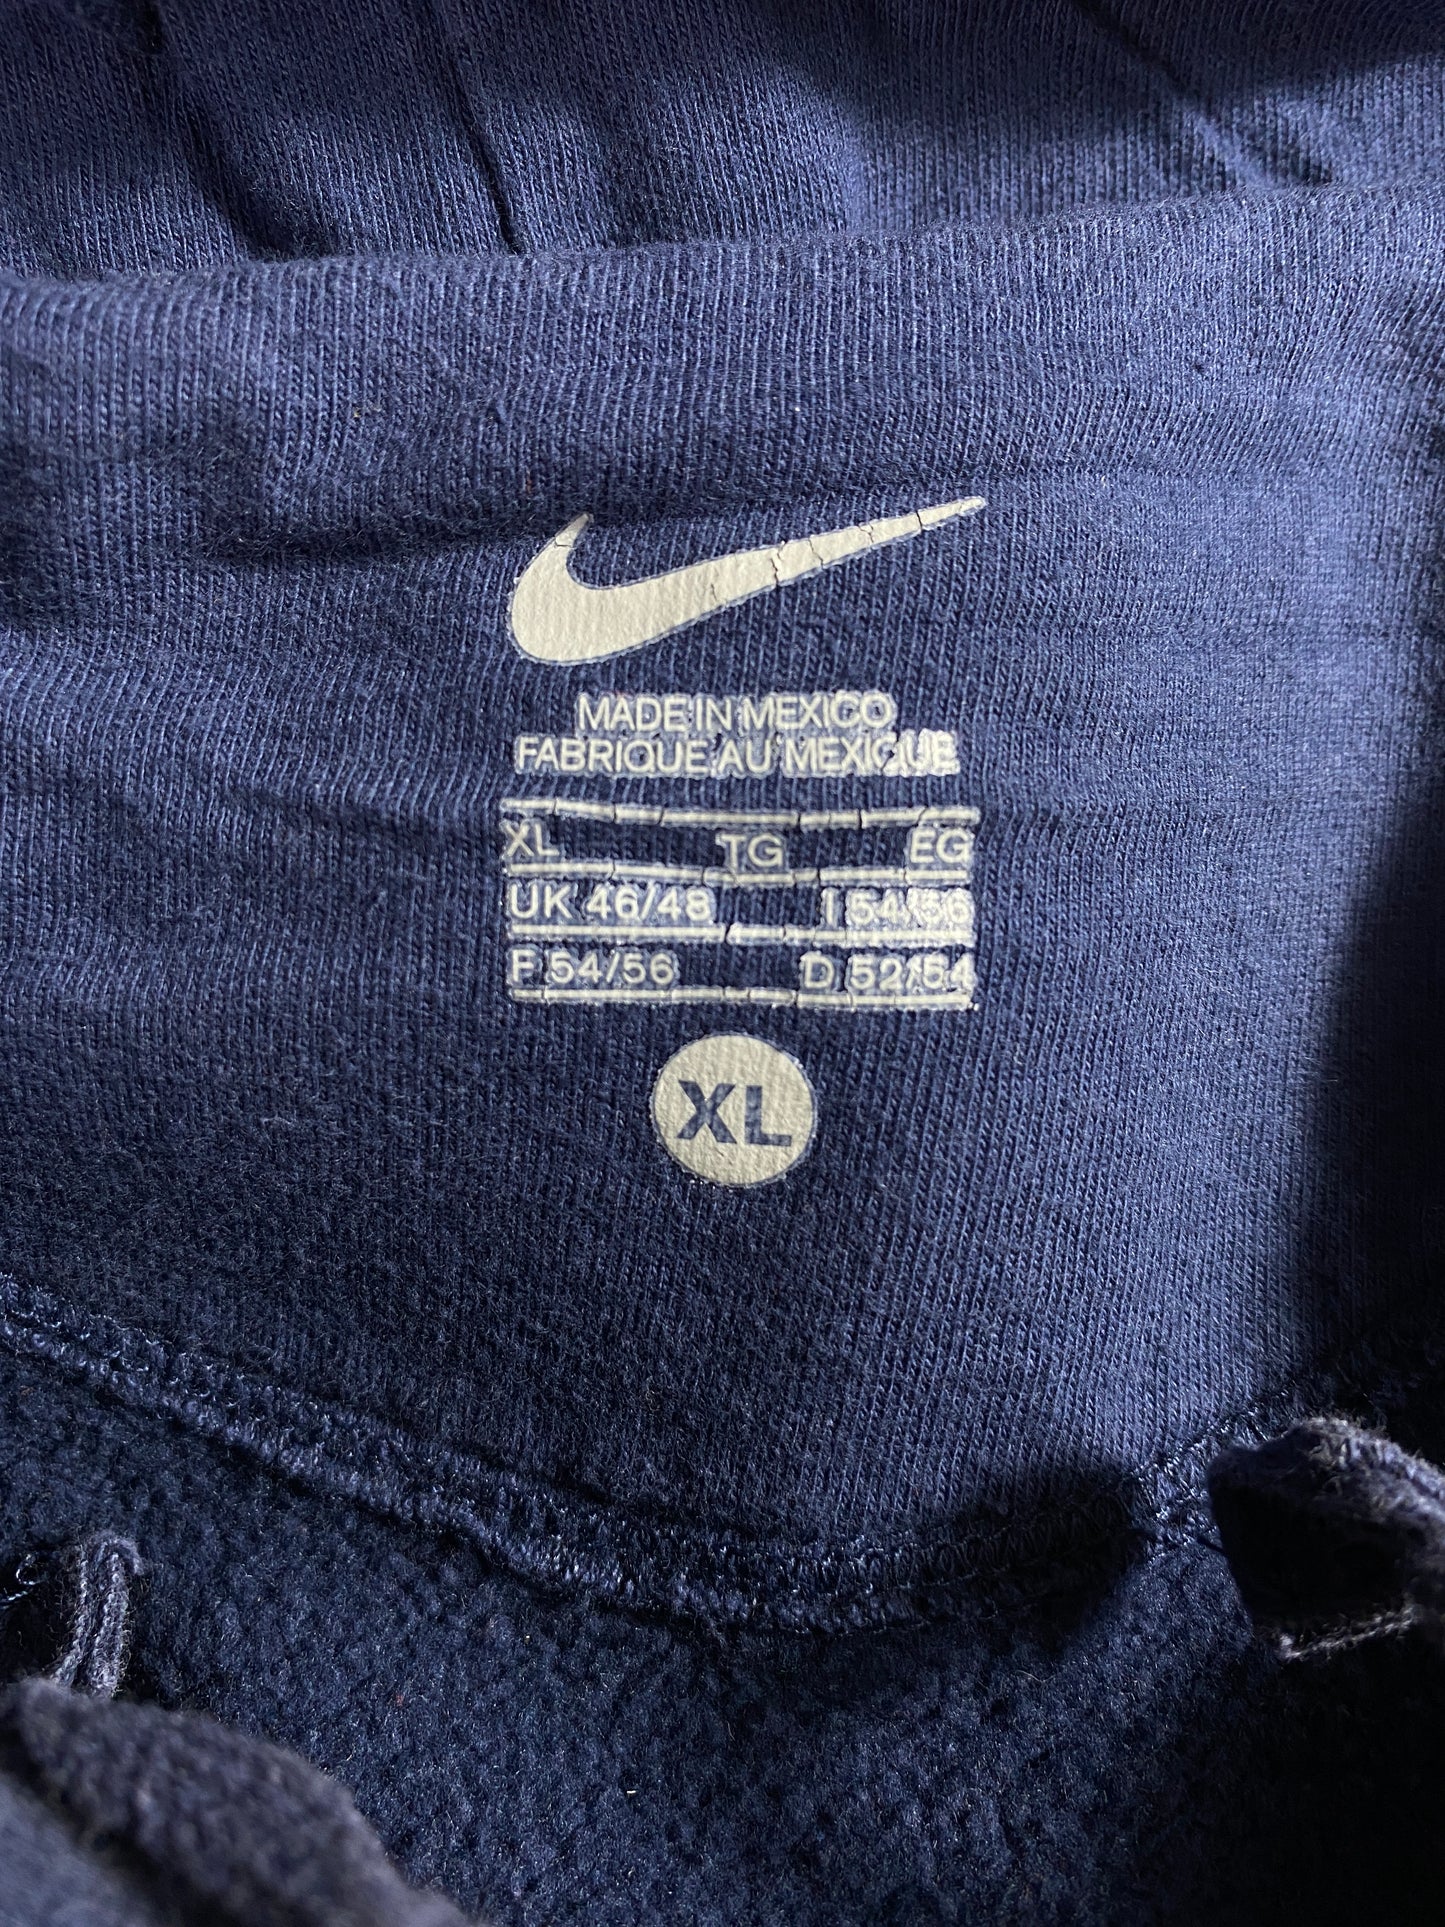 MADE IN MEXICO
FABRIQUE AU MEXIQUE
XL TG EG
UK 46/48 I 54/56
F 54/56 D 52/54
XL